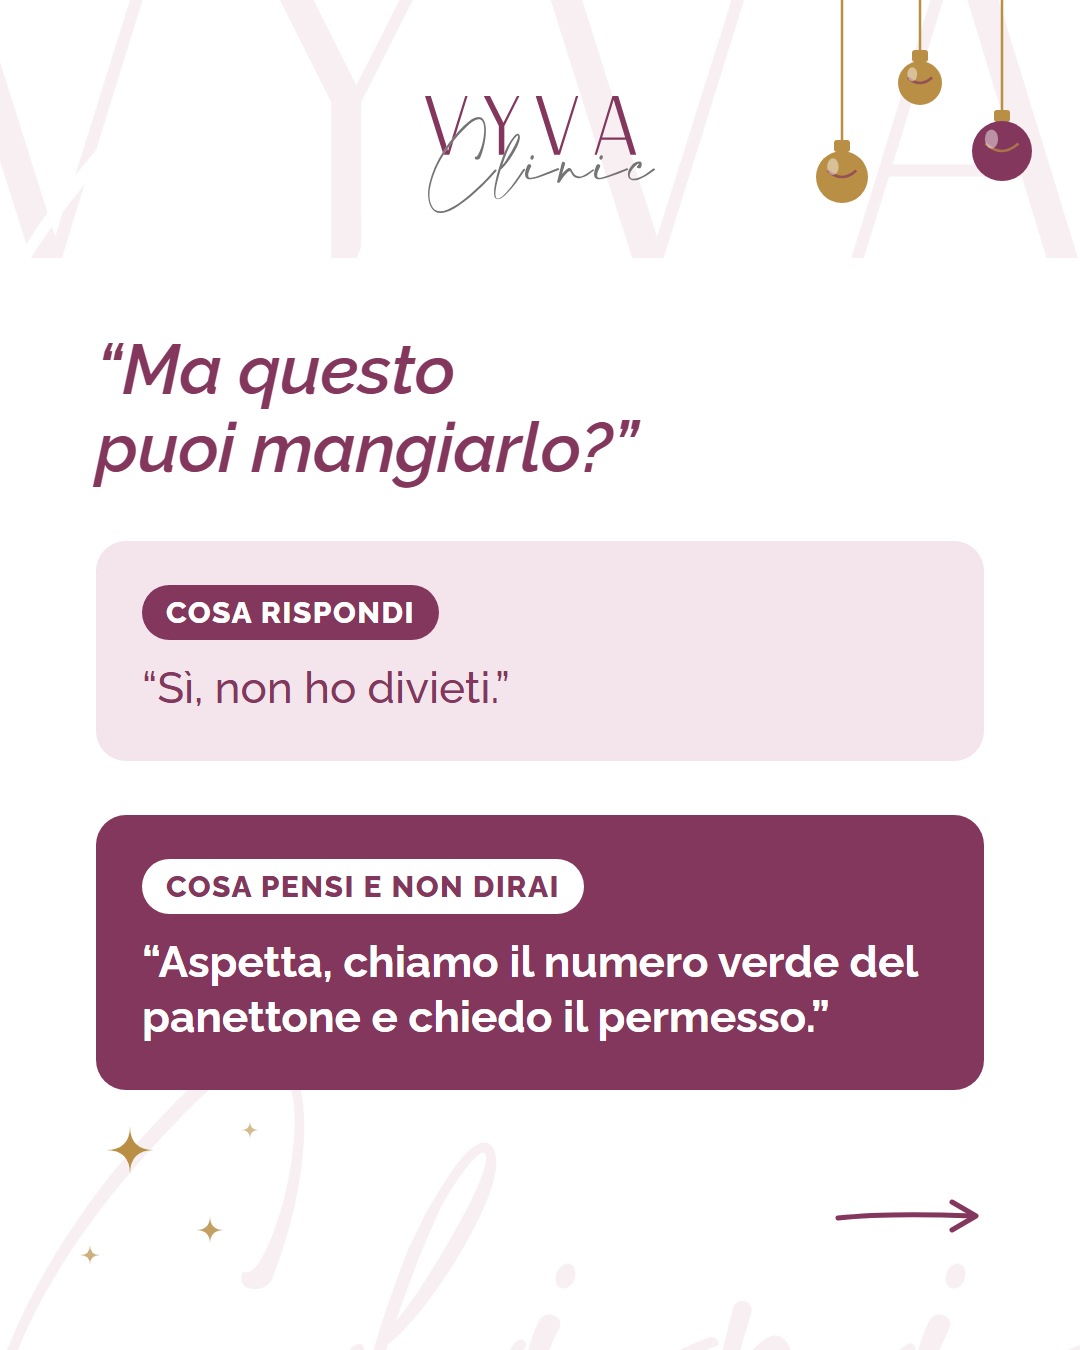 VYVA
Clinic
“Ma questo
puoi mangiarlo?”
COSA RISPONDI
“Sì, non ho divieti.”
COSA PENSI E NON DIRAI
“Aspetta, chiamo il numero verde del
panettone e chiedo il permesso.”